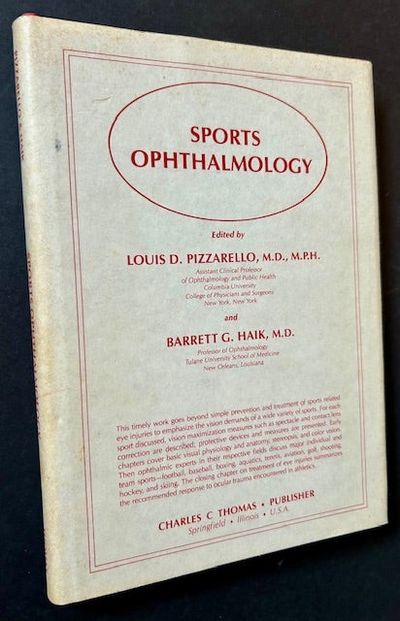 SPORTS
OPHTHALMOLOGY
Edited by
LOUIS D. PIZZARELLO, M.D., M.P.H.
Assistant Clinical Professor
of Ophthalmology and Public Health
Columbia University
College of Physicians and Surgeons
New York, New York
and
BARRETT G. HAIK, M.D.
Professor of Ophthalmology
Tulane University School of Medicine
New Orleans, Louisiana
This timely work goes beyond simple prevention and treatment of sports related
eye injuries to emphasize the vision demands of a wide variety of sports. For each
sport discussed, vision maximization measures such as spectacle and contact lens
correction are described; protective devices and measures are presented. Early
chapters cover basic visual physiology and anatomy, stereopsis, and color vision.
Then ophthalmic experts in their respective fields discuss major individual and
team sports—football, baseball, boxing, aquatics, tennis, aviation, golf, shooting,
hockey, and skiing. The closing chapter on treatment of eye injuries summarizes
the recommended response to ocular trauma encountered in athletics.
CHARLES C THOMAS • PUBLISHER
Springfield • Illinois • U.S.A.